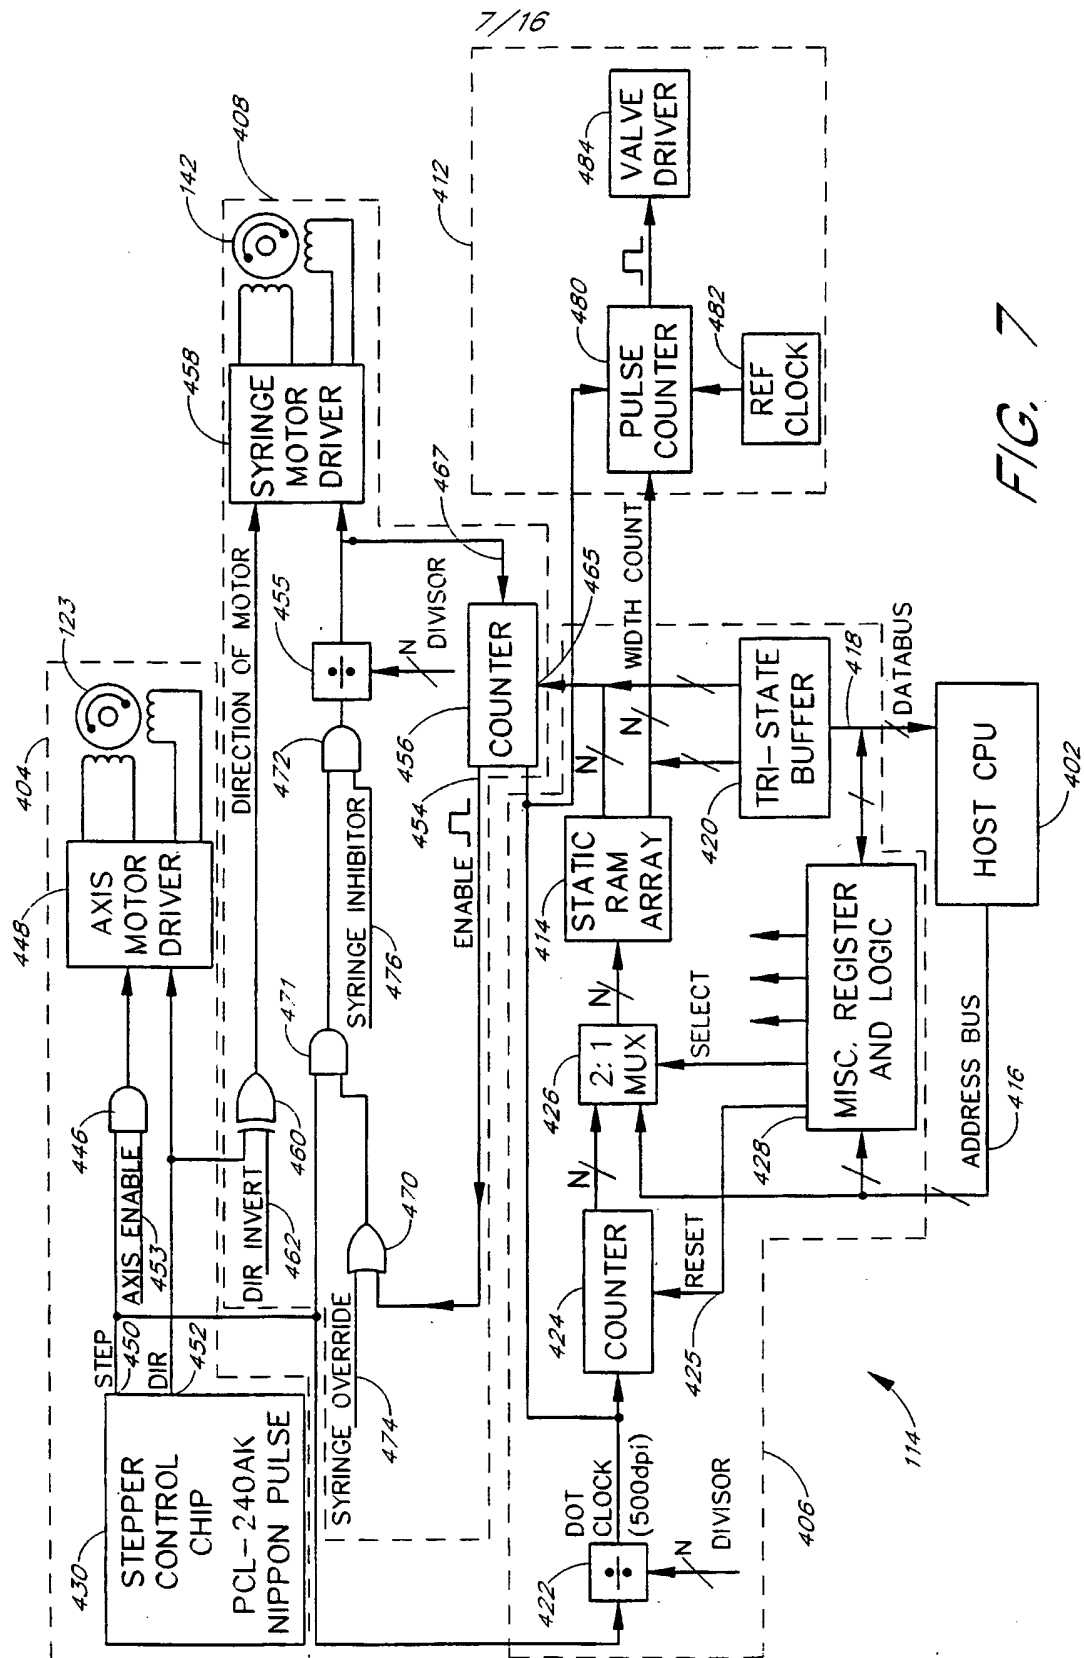 7/16
404
123
448
AXIS
MOTOR
DRIVER
446
AXIS ENABLE
453
STEP
450
DIR
452
430
STEPPER
CONTROL
CHIP
PCL-240AK
NIPPON PULSE
142
408
458
SYRINGE
MOTOR
DRIVER
DIRECTION OF MOTOR
460
DIR INVERT
462
455
N
DIVISOR
467
472
SYRINGE INHIBITOR
476
471
470
SYRINGE OVERRIDE
474
456
COUNTER
465
454
ENABLE
412
484
VALVE
DRIVER
480
PULSE
COUNTER
482
REF
CLOCK
WIDTH COUNT
N
N
414
STATIC
RAM
ARRAY
N
426
2:1
MUX
SELECT
N
424
COUNTER
RESET
425
DOT
CLOCK
(500dpi)
422
N
DIVISOR
406
420
TRI-STATE
BUFFER
418
DATABUS
428
MISC. REGISTER
AND LOGIC
HOST CPU
402
ADDRESS BUS
416
114
FIG. 7